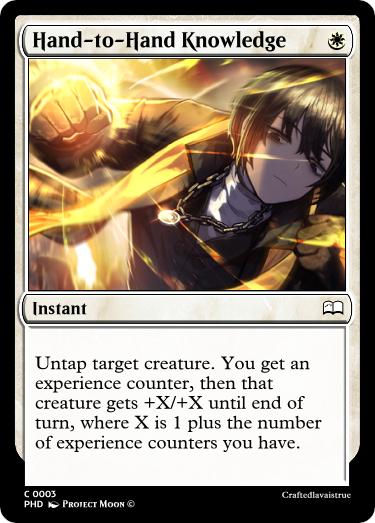 Hand-to-Hand Knowledge
Instant
Untap target creature. You get an
experience counter, then that
creature gets +X/+X until end of
turn, where X is 1 plus the number
of experience counters you have.
C 0003
PHD Project Moon © Craftedlavaistrue